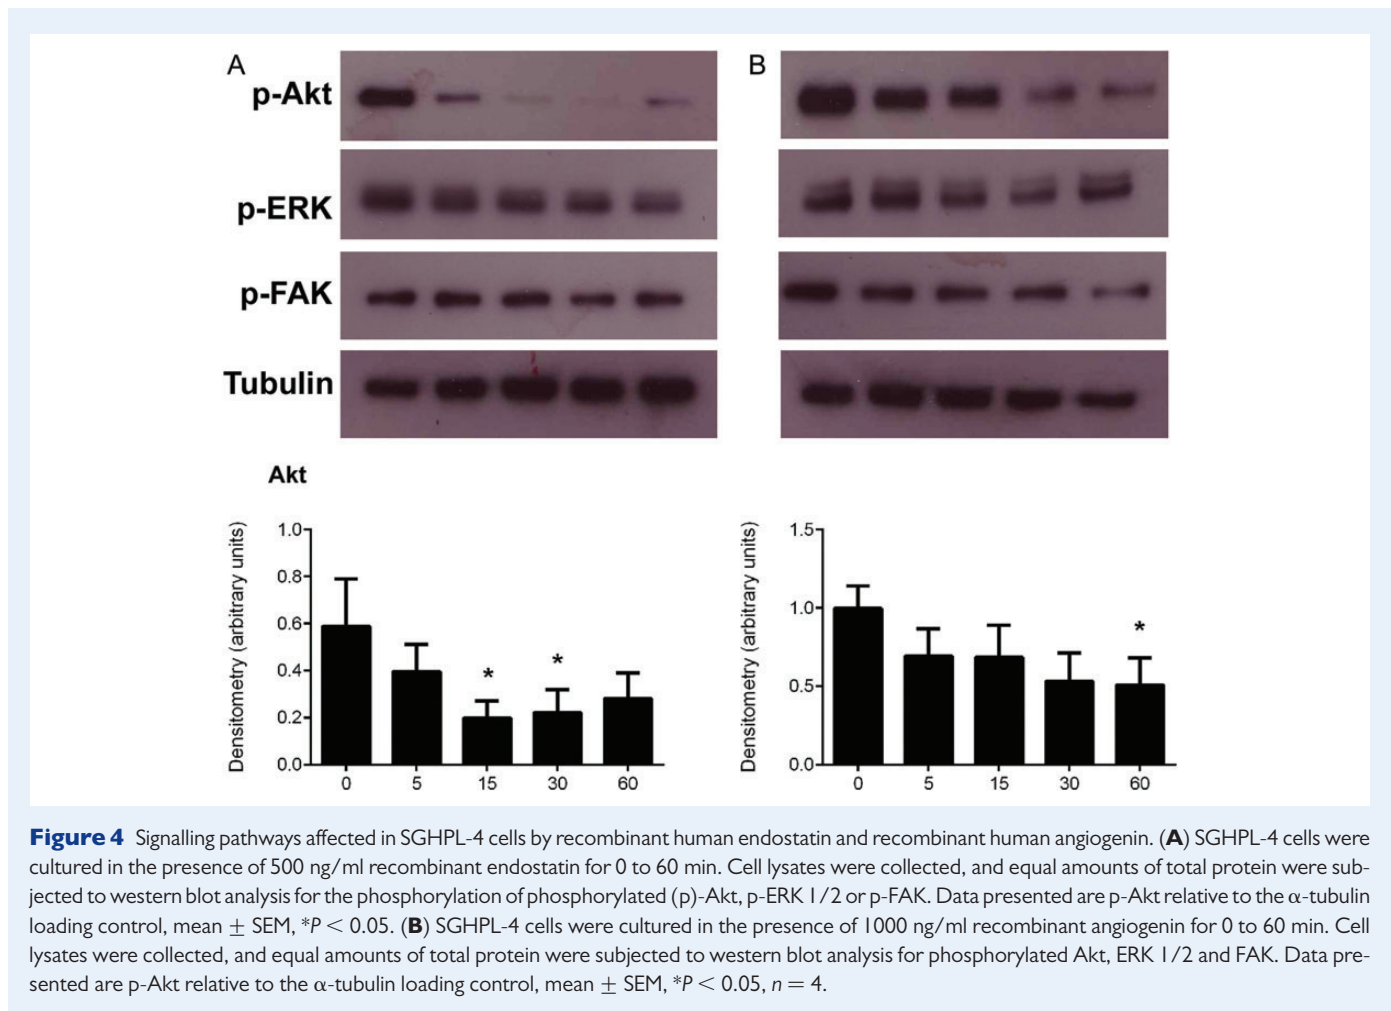 A
B
p-Akt
p-ERK
p-FAK
Tubulin
Akt
Densitometry (arbitrary units)
1.0
0.8
0.6
0.4
0.2
0.0
*
*
0 5 15 30 60
Densitometry (arbitrary units)
1.5
1.0
0.5
0.0
*
0 5 15 30 60
Figure 4 Signalling pathways affected in SGHPL-4 cells by recombinant human endostatin and recombinant human angiogenin. (A) SGHPL-4 cells were
cultured in the presence of 500 ng/ml recombinant endostatin for 0 to 60 min. Cell lysates were collected, and equal amounts of total protein were sub-
jected to western blot analysis for the phosphorylation of phosphorylated (p)-Akt, p-ERK 1/2 or p-FAK. Data presented are p-Akt relative to the α-tubulin
loading control, mean ± SEM, *P < 0.05. (B) SGHPL-4 cells were cultured in the presence of 1000 ng/ml recombinant angiogenin for 0 to 60 min. Cell
lysates were collected, and equal amounts of total protein were subjected to western blot analysis for phosphorylated Akt, ERK 1/2 and FAK. Data pre-
sented are p-Akt relative to the α-tubulin loading control, mean ± SEM, *P < 0.05, n = 4.